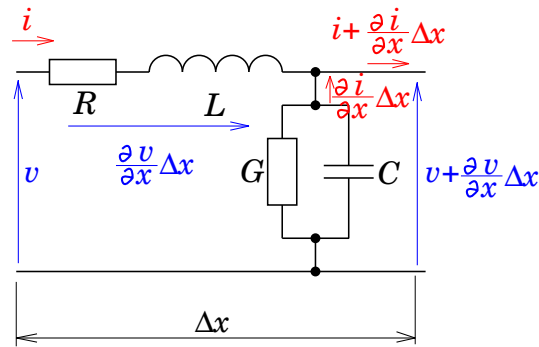 i
i+ ∂i/∂x Δx
∂i/∂x Δx
R
L
v
∂v/∂x Δx
G
C
v+ ∂v/∂x Δx
Δx